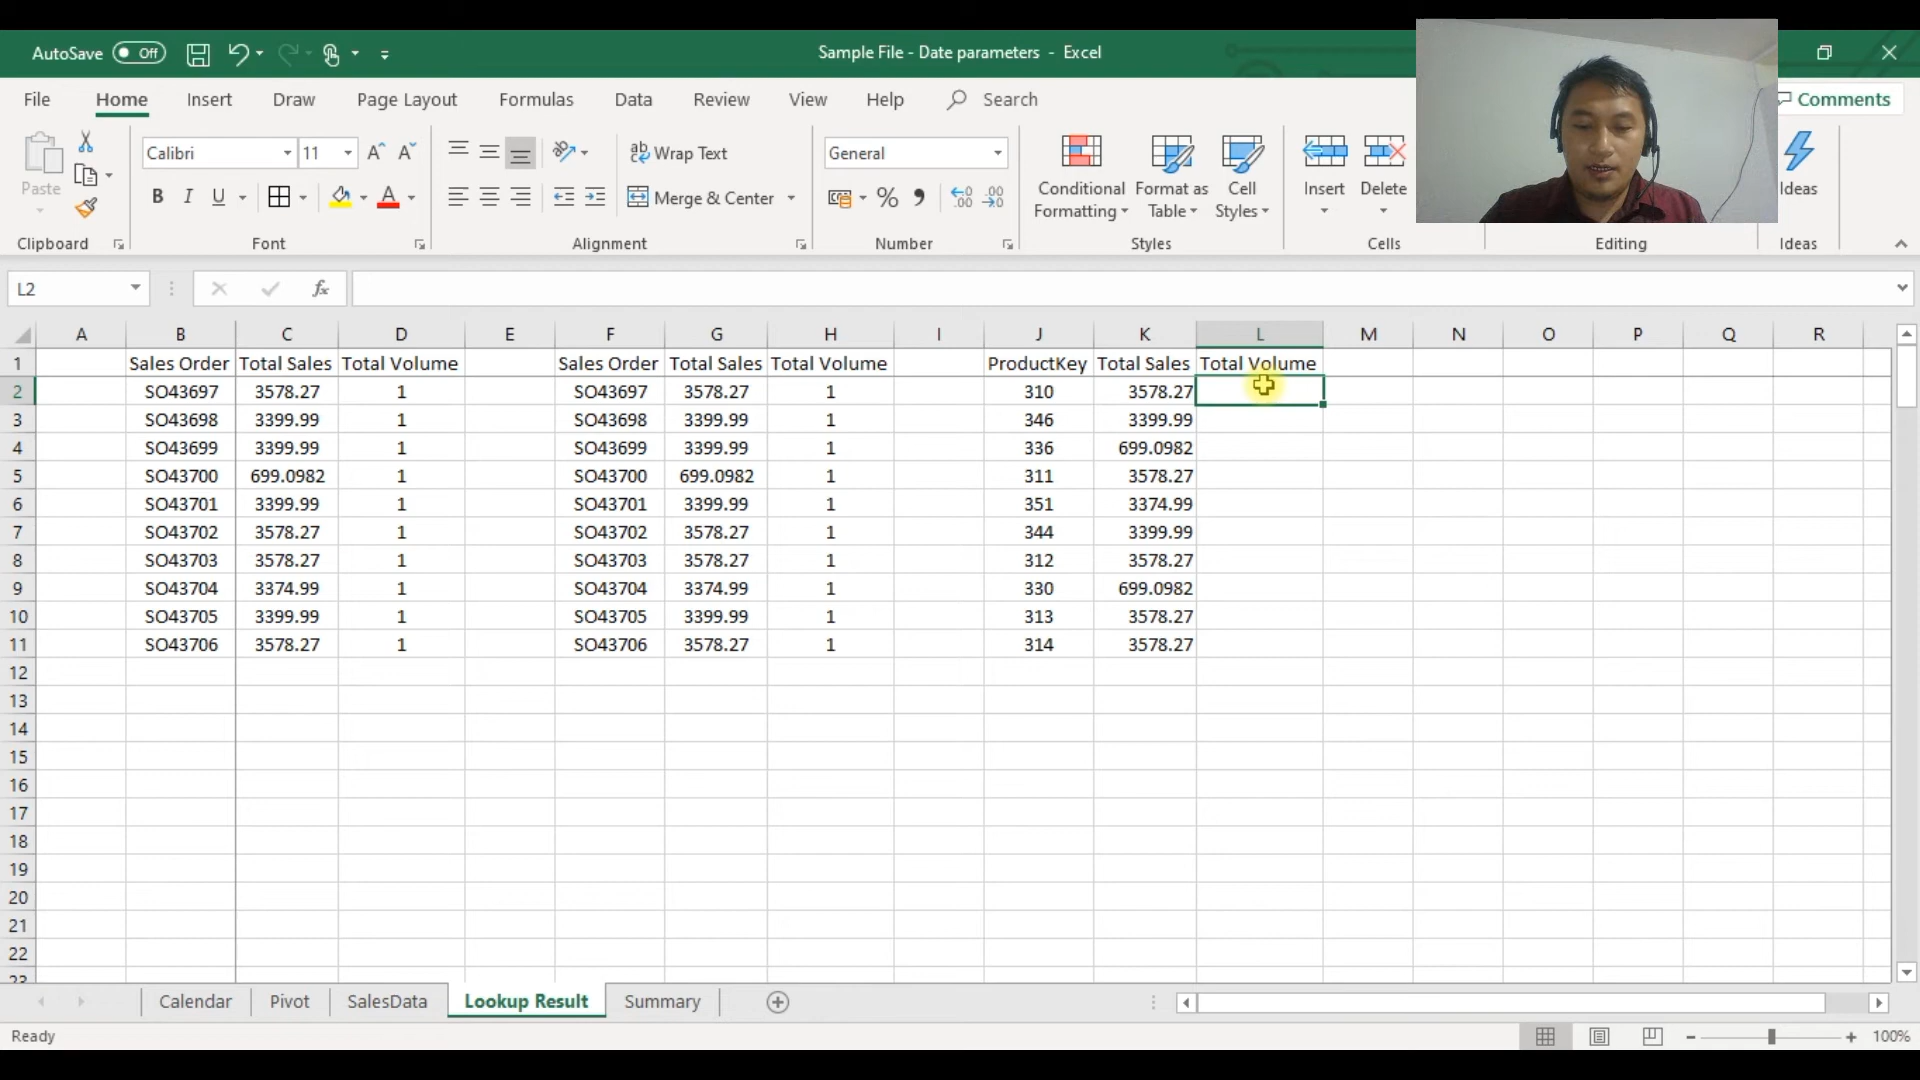 AutoSave Off Sample File - Date parameters - Excel
File Home Insert Draw Page Layout Formulas Data Review View Help Search Comments
Calibri 11 Wrap Text General
Paste B I U Merge & Center % Conditional Formatting Format as Table Cell Styles Insert Delete Ideas
Clipboard Font Alignment Number Styles Cells Editing Ideas
L2 fx
A B C D E F G H I J K L M N O P Q R
1 Sales Order Total Sales Total Volume Sales Order Total Sales Total Volume ProductKey Total Sales Total Volume
2 SO43697 3578.27 1 SO43697 3578.27 1 310 3578.27
3 SO43698 3399.99 1 SO43698 3399.99 1 346 3399.99
4 SO43699 3399.99 1 SO43699 3399.99 1 336 699.0982
5 SO43700 699.0982 1 SO43700 699.0982 1 311 3578.27
6 SO43701 3399.99 1 SO43701 3399.99 1 351 3374.99
7 SO43702 3578.27 1 SO43702 3578.27 1 344 3399.99
8 SO43703 3578.27 1 SO43703 3578.27 1 312 3578.27
9 SO43704 3374.99 1 SO43704 3374.99 1 330 699.0982
10 SO43705 3399.99 1 SO43705 3399.99 1 313 3578.27
11 SO43706 3578.27 1 SO43706 3578.27 1 314 3578.27
12
13
14
15
16
17
18
19
20
21
22
23
Calendar Pivot SalesData Lookup Result Summary
Ready 100%